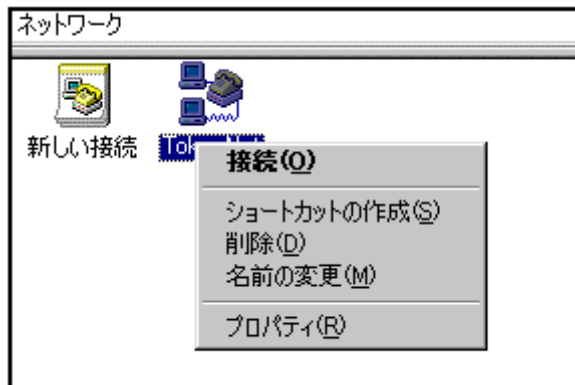 ネットワーク
新しい接続
接続(O)
ショートカットの作成(S)
削除(D)
名前の変更(M)
プロパティ(R)